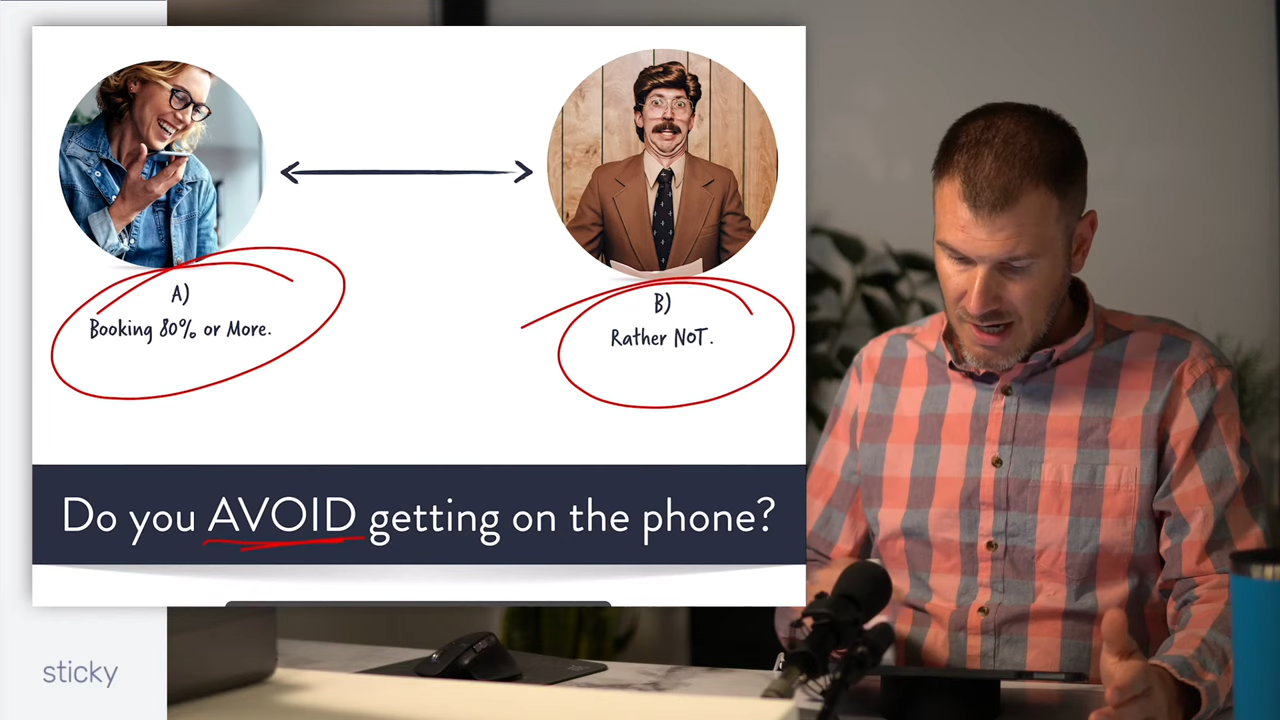 A)
Booking 80% or More.
B)
Rather NOT.
Do you AVOID getting on the phone?
sticky